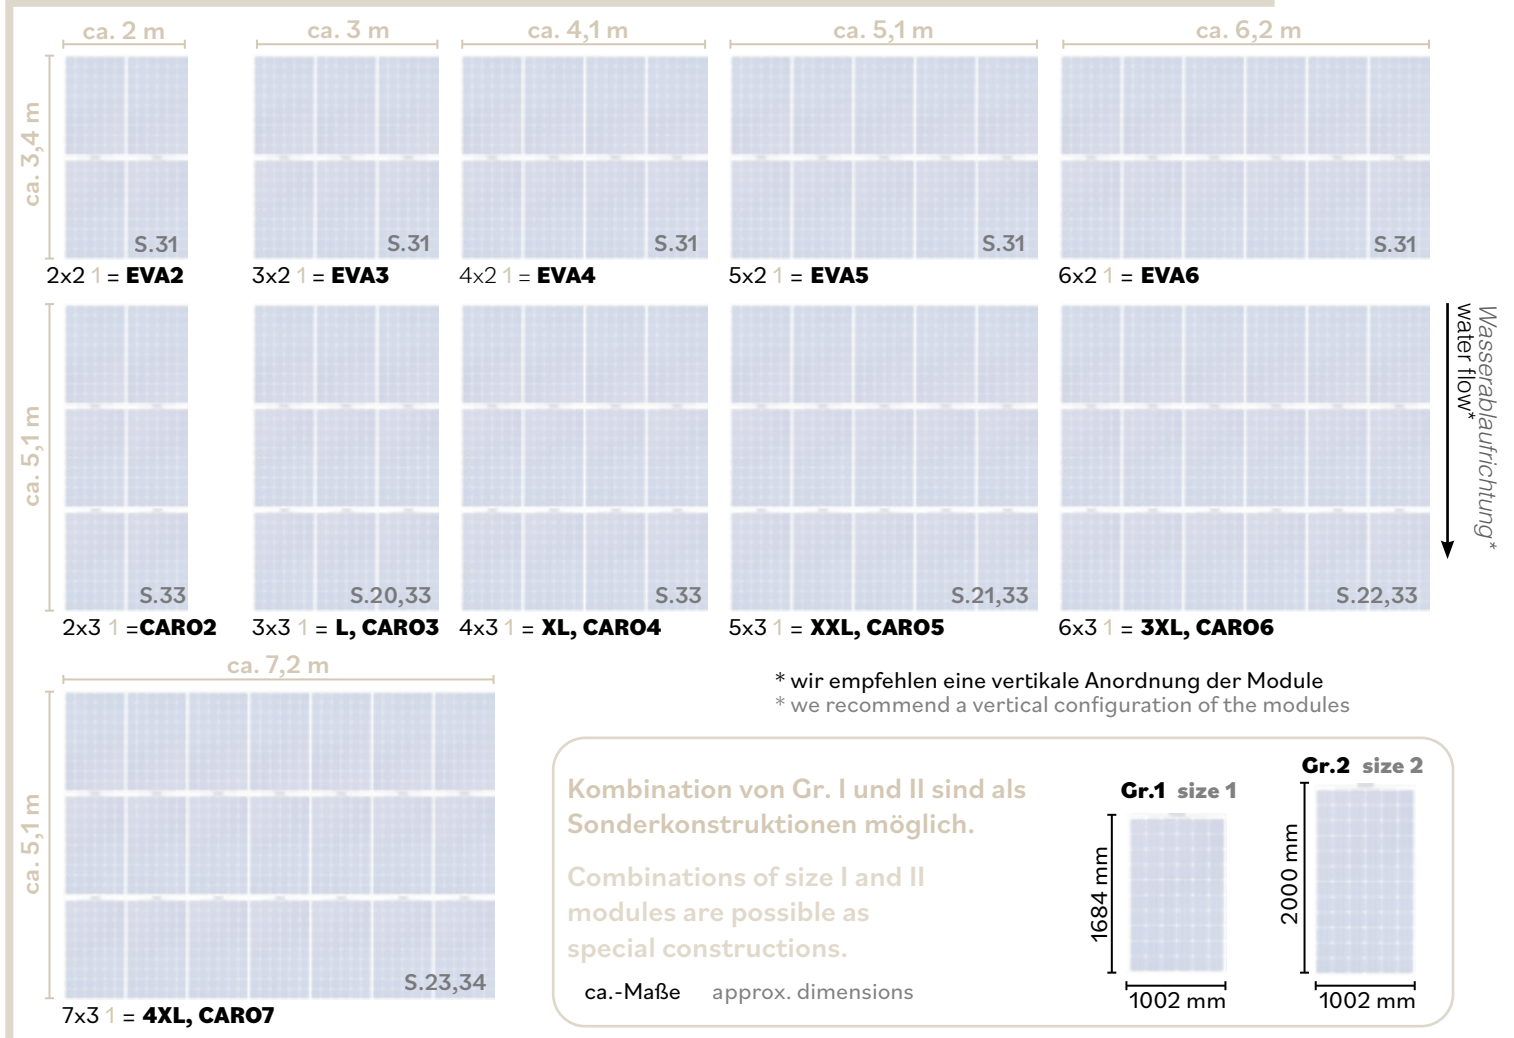 ca. 2 m
ca. 3 m
ca. 4,1 m
ca. 5,1 m
ca. 6,2 m
ca. 3,4 m
S.31
S.31
S.31
S.31
S.31
2x2 1 = EVA2
3x2 1 = EVA3
4x2 1 = EVA4
5x2 1 = EVA5
6x2 1 = EVA6
ca. 5,1 m
Wasserablaufrichtung*
water flow*
S.33
S.20,33
S.33
S.21,33
S.22,33
2x3 1 =CARO2
3x3 1 = L, CARO3
4x3 1 = XL, CARO4
5x3 1 = XXL, CARO5
6x3 1 = 3XL, CARO6
ca. 7,2 m
ca. 5,1 m
S.23,34
7x3 1 = 4XL, CARO7
* wir empfehlen eine vertikale Anordnung der Module
* we recommend a vertical configuration of the modules
Kombination von Gr. I und II sind als
Sonderkonstruktionen möglich.
Combinations of size I and II
modules are possible as
special constructions.
ca.-Maße approx. dimensions
Gr.1 size 1
1684 mm
1002 mm
Gr.2 size 2
2000 mm
1002 mm